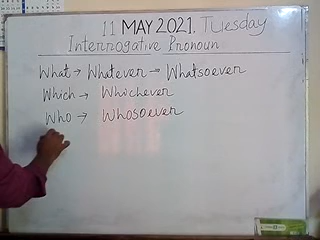 11 MAY 2021, Tuesday
Interrogative Pronoun
What → Whatever → Whatsoever
Which → Whichever
Who → Whosoever